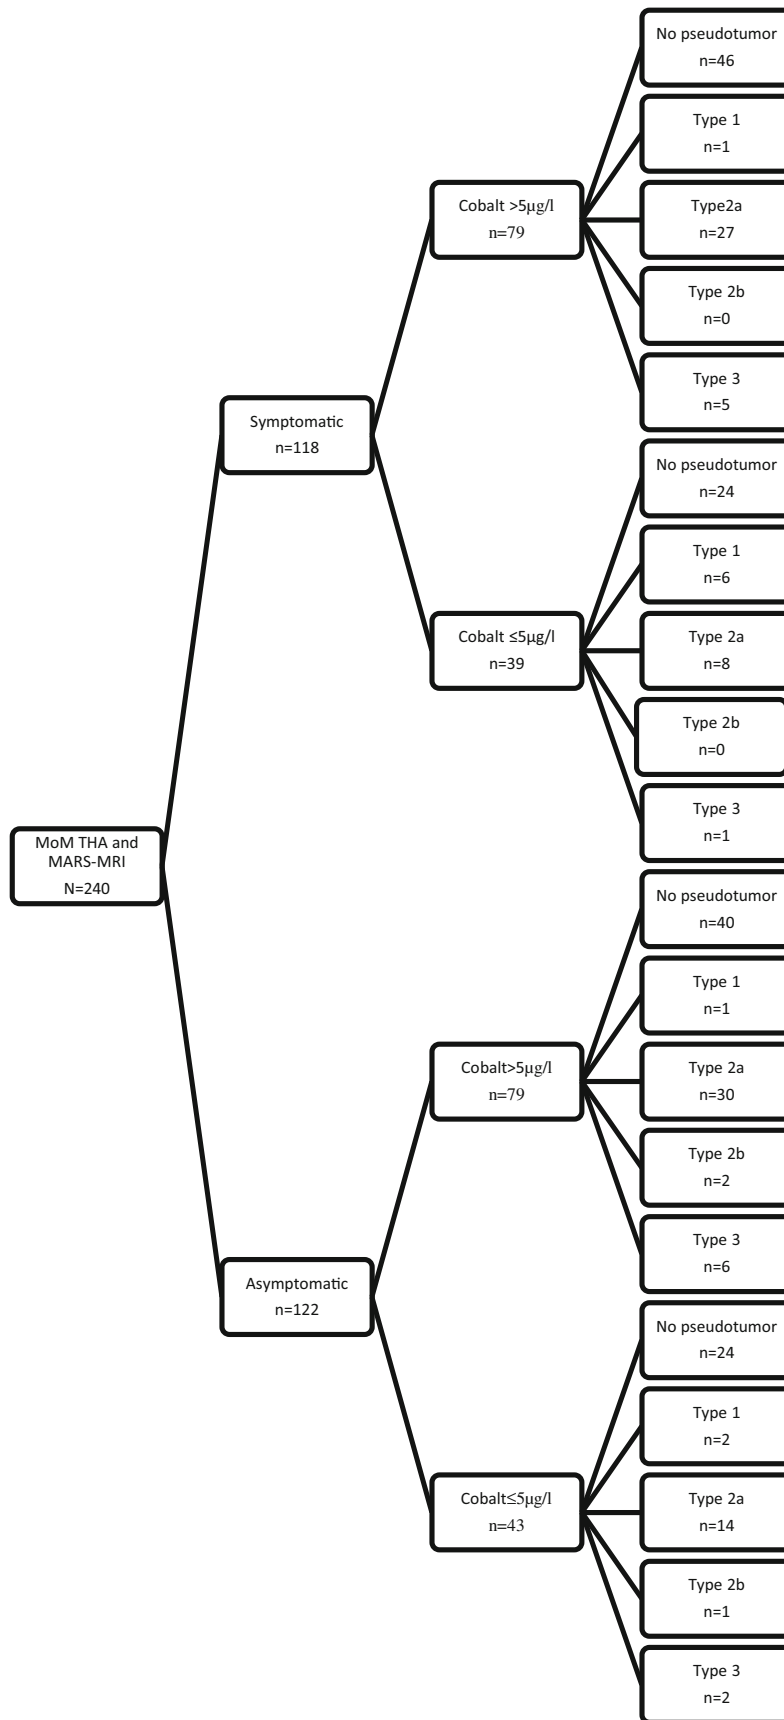 MoM THA and
MARS-MRI
N=240
Symptomatic
n=118
Cobalt >5µg/l
n=79
No pseudotumor
n=46
Type 1
n=1
Type2a
n=27
Type 2b
n=0
Type 3
n=5
Cobalt ≤5µg/l
n=39
No pseudotumor
n=24
Type 1
n=6
Type 2a
n=8
Type 2b
n=0
Type 3
n=1
Asymptomatic
n=122
Cobalt>5µg/l
n=79
No pseudotumor
n=40
Type 1
n=1
Type 2a
n=30
Type 2b
n=2
Type 3
n=6
Cobalt≤5µg/l
n=43
No pseudotumor
n=24
Type 1
n=2
Type 2a
n=14
Type 2b
n=1
Type 3
n=2